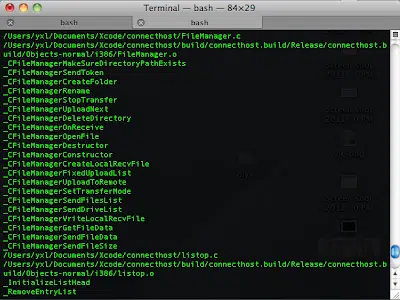 Terminal — bash — 84×29
bash bash
/Users/yxl/Documents/Xcode/connecthost/FileManager.c
/Users/yxl/Documents/Xcode/connecthost/build/connecthost.build/Release/connecthost.b
uild/Objects-normal/i386/FileManager.o
_CFileManagerMakeSureDirectoryPathExists
_CFileManagerSendToken
_CFileManagerCreateFolder
_CFileManagerRename
_CFileManagerStopTransfer
_CFileManagerUploadNext
_CFileManagerDeleteDirectory
_CFileManagerOnReceive
_CFileManagerOpenFile
_CFileManagerDestructor
_CFileManagerConstructor
_CFileManagerCreateLocalRecvFile
_CFileManagerFixedUploadList
_CFileManagerUploadToRemote
_CFileManagerSetTransferMode
_CFileManagerSendFilesList
_CFileManagerSendDriveList
_CFileManagerVriteLocalRecvFile
_CFileManagerGetFileData
_CFileManagerSendFileData
_CFileManagerSendFileSize
/Users/yxl/Documents/Xcode/connecthost/listop.c
/Users/yxl/Documents/Xcode/connecthost/build/connecthost.build/Release/connecthost.b
uild/Objects-normal/i386/listop.o
_InitializeListHead
_RemoveEntryList